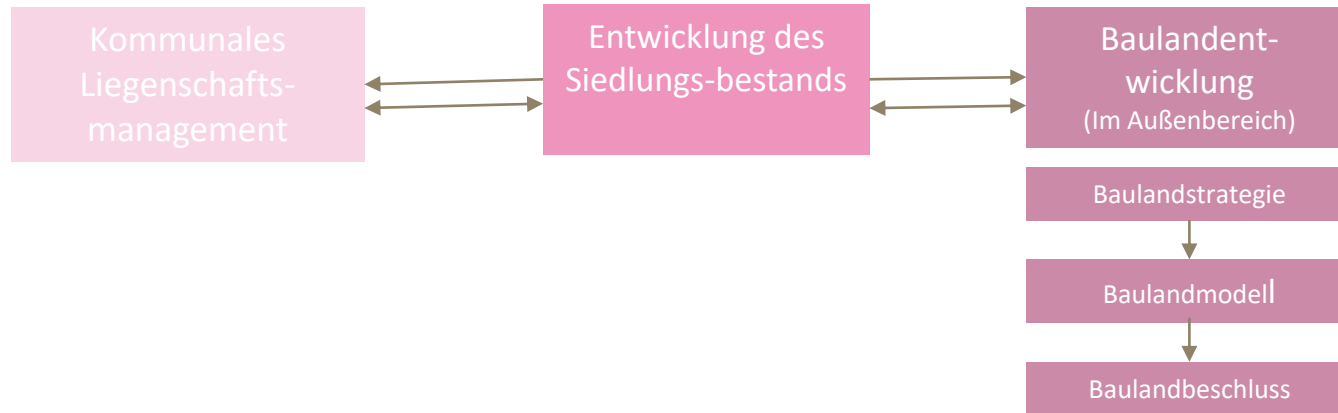 Kommunales
Liegenschafts-
management
Entwicklung des
Siedlungs-bestands
Baulandent-
wicklung
(Im Außenbereich)
Baulandstrategie
Baulandmodell
Baulandbeschluss